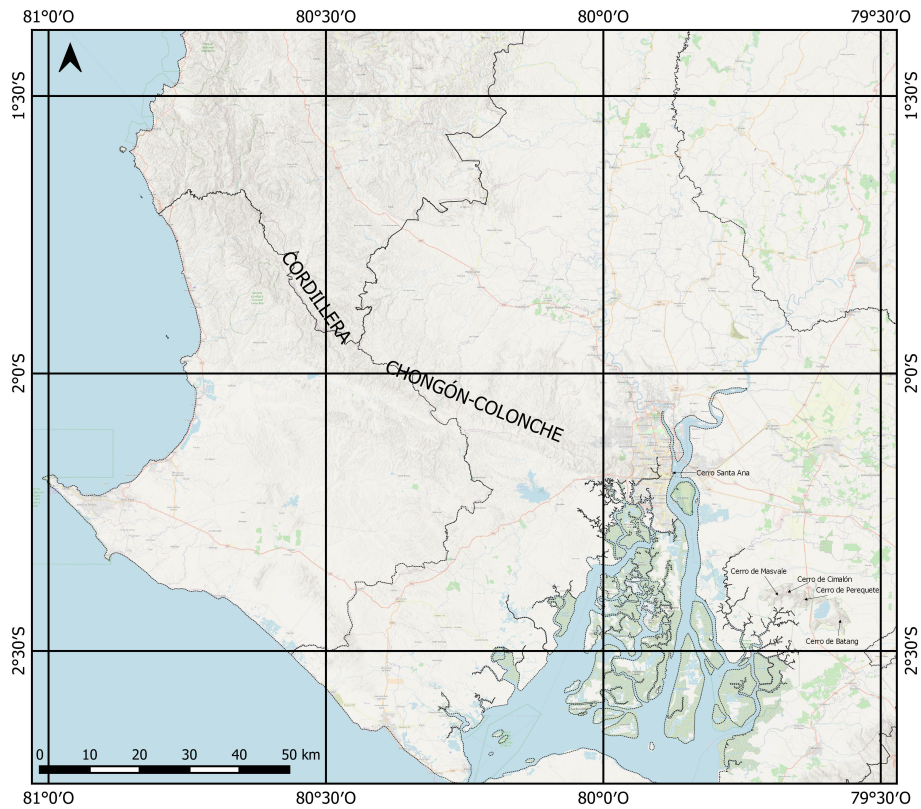 81°0′O 80°30′O 80°0′O 79°30′O
1°30′S 1°30′S
CORDILLERA
2°0′S 2°0′S
CHONGÓN-COLONCHE
Cerro Santa Ana
Cerro de Masvale
Cerro de Cimalón
Cerro de Perequete
Cerro de Batang
2°30′S 2°30′S
0 10 20 30 40 50 km
81°0′O 80°30′O 80°0′O 79°30′O